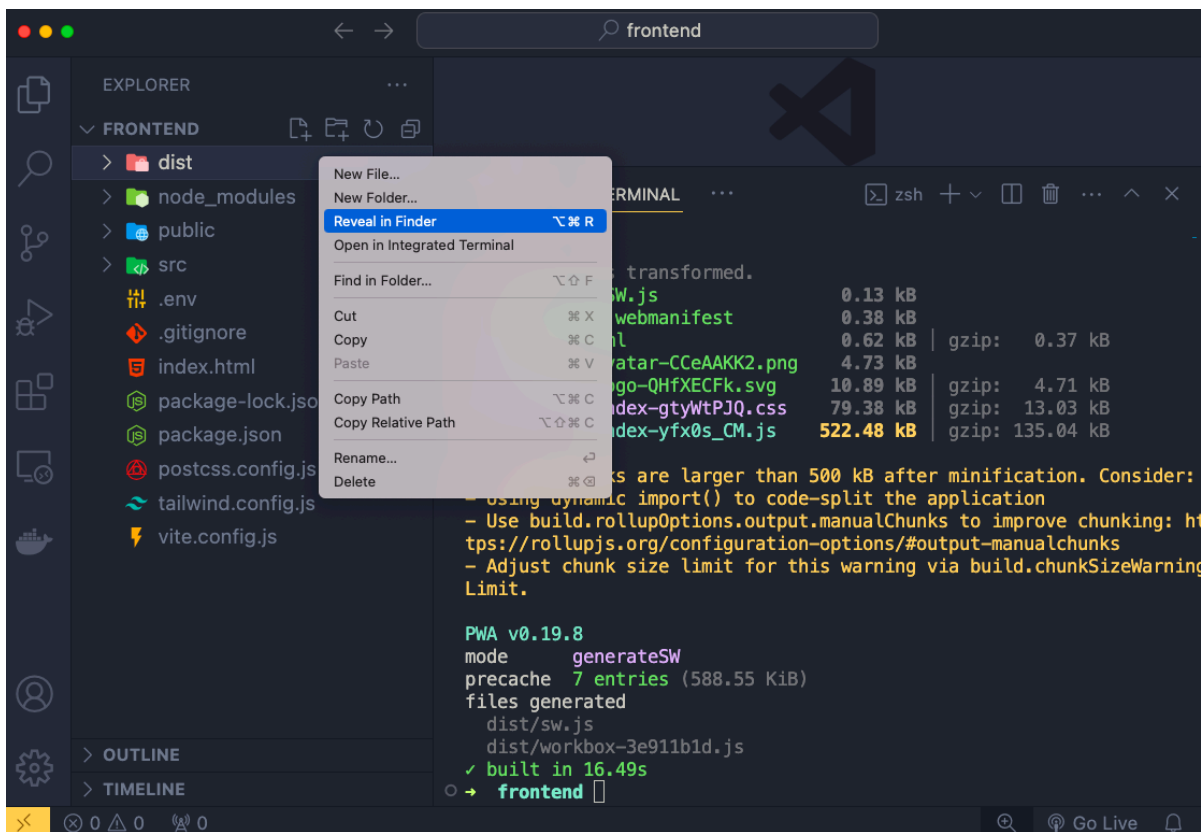 frontend
EXPLORER
FRONTEND
dist
node_modules
public
src
.env
.gitignore
index.html
package-lock.jso
package.json
postcss.config.js
tailwind.config.js
vite.config.js
OUTLINE
TIMELINE
New File...
New Folder...
Reveal in Finder ⌥⌘R
Open in Integrated Terminal
Find in Folder... ⌥⇧F
Cut ⌘X
Copy ⌘C
Paste ⌘V
Copy Path ⌥⌘C
Copy Relative Path ⌥⇧⌘C
Rename... ⏎
Delete ⌘⌫
ERMINAL ··· zsh
transformed.
SW.js 0.13 kB
webmanifest 0.38 kB
ml 0.62 kB │ gzip: 0.37 kB
vatar-CCeAAKK2.png 4.73 kB
ogo-QHfXECFk.svg 10.89 kB │ gzip: 4.71 kB
ndex-gtyWtPJQ.css 79.38 kB │ gzip: 13.03 kB
ndex-yfx0s_CM.js 522.48 kB │ gzip: 135.04 kB
ks are larger than 500 kB after minification. Consider:
- Using dynamic import() to code-split the application
- Use build.rollupOptions.output.manualChunks to improve chunking: ht
tps://rollupjs.org/configuration-options/#output-manualchunks
- Adjust chunk size limit for this warning via build.chunkSizeWarning
Limit.
PWA v0.19.8
mode generateSW
precache 7 entries (588.55 KiB)
files generated
dist/sw.js
dist/workbox-3e911b1d.js
✓ built in 16.49s
➜ frontend
0 0 0
Go Live